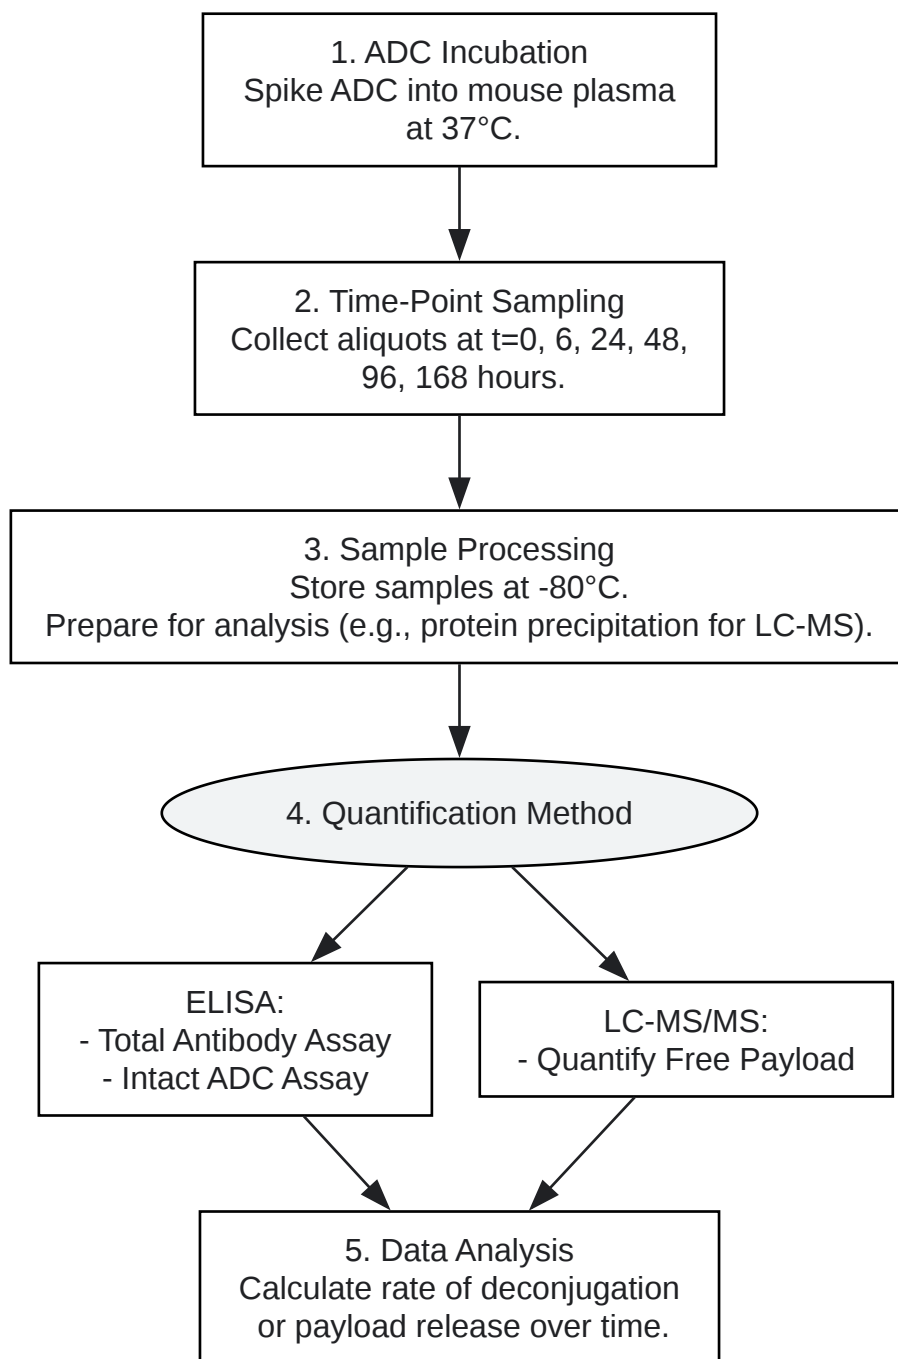 1. ADC Incubation
Spike ADC into mouse plasma
at 37°C.
2. Time-Point Sampling
Collect aliquots at t=0, 6, 24, 48,
96, 168 hours.
3. Sample Processing
Store samples at -80°C.
Prepare for analysis (e.g., protein precipitation for LC-MS).
4. Quantification Method
ELISA:
- Total Antibody Assay
- Intact ADC Assay
LC-MS/MS:
- Quantify Free Payload
5. Data Analysis
Calculate rate of deconjugation
or payload release over time.